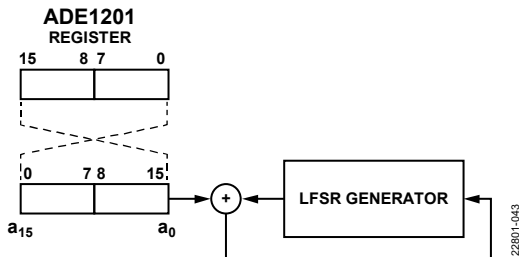 ADE1201
REGISTER
15 8 7 0
0 7 8 15
a15 a0
+
LFSR GENERATOR
22801-043